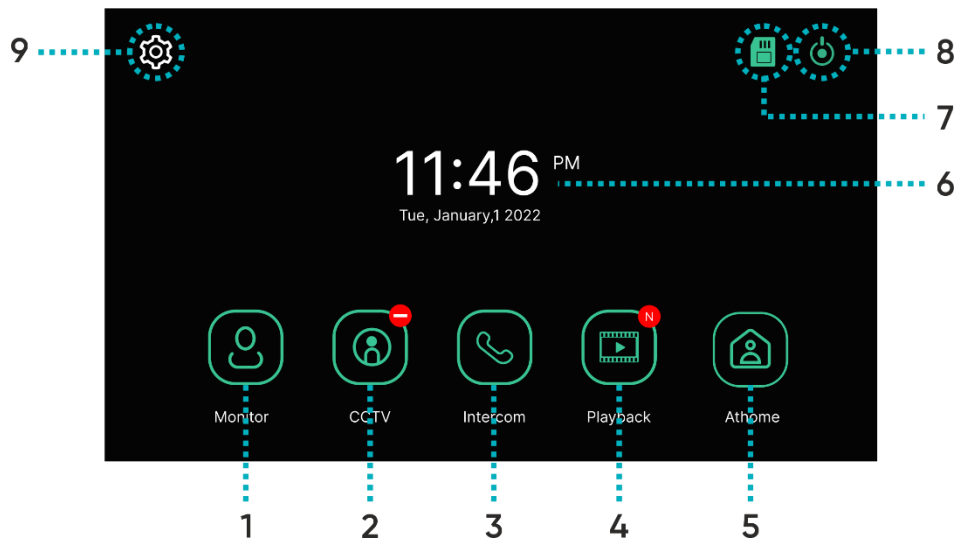 9
8
7
11:46 PM
6
Tue, January,1 2022
N
Monitor
CCTV
Intercom
Playback
Athome
1
2
3
4
5